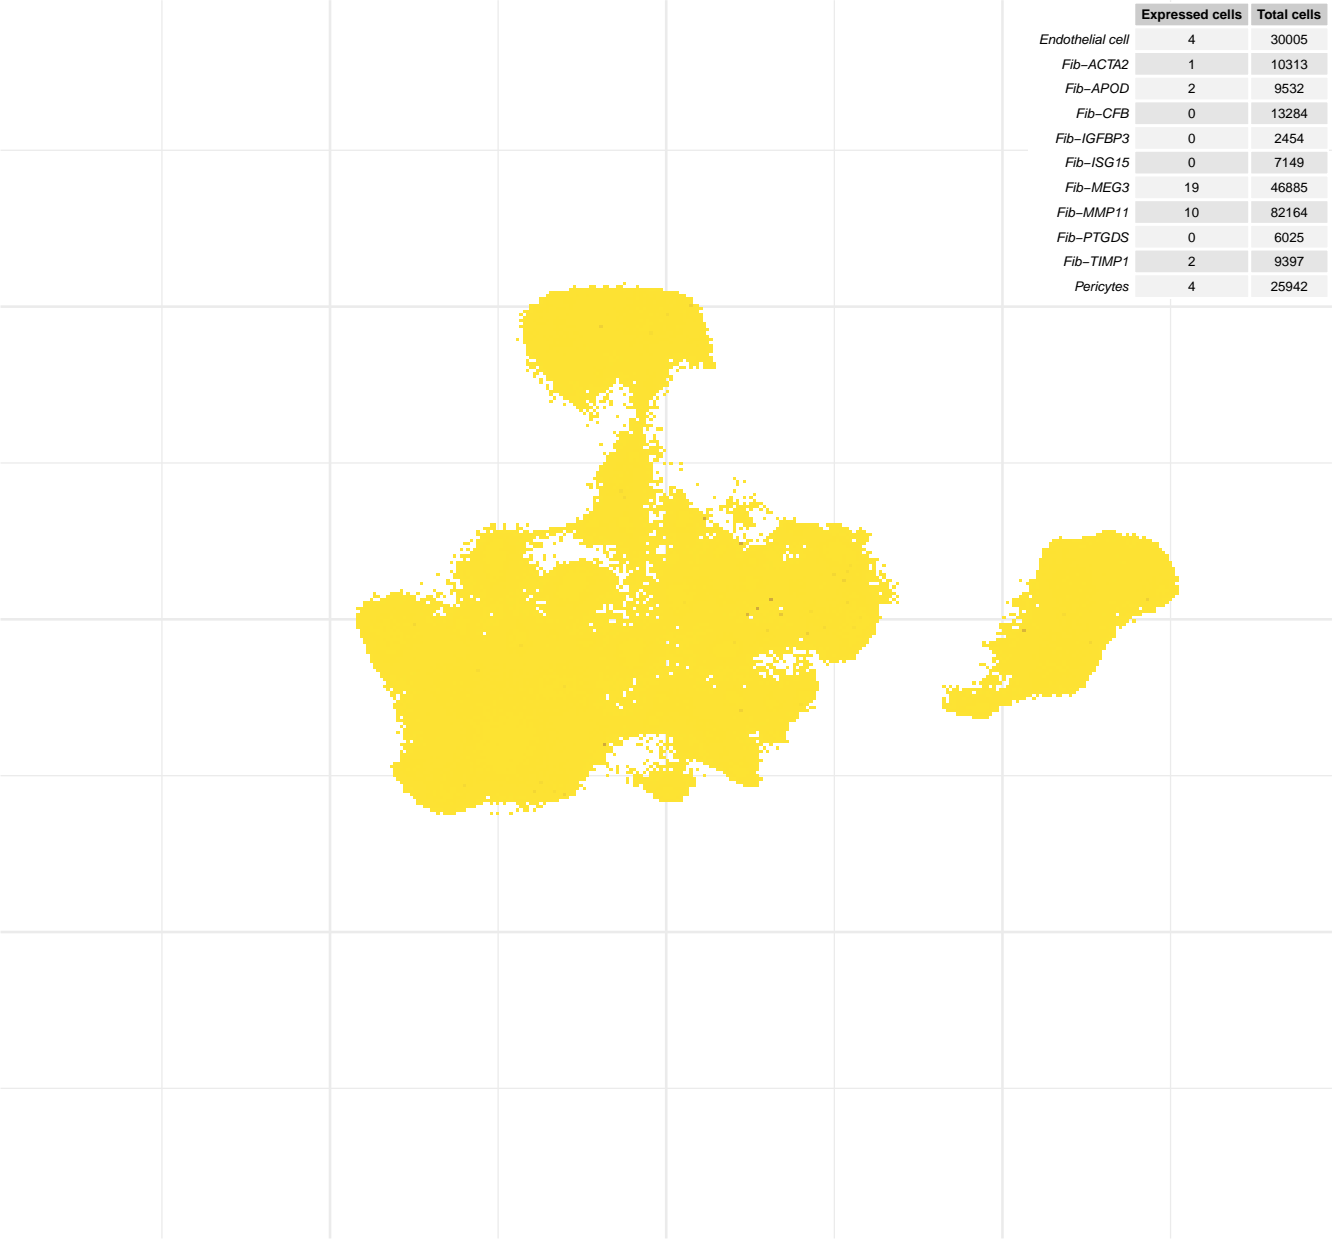 Expressed cells Total cells
Endothelial cell 4 30005
Fib−ACTA2 1 10313
Fib−APOD 2 9532
Fib−CFB 0 13284
Fib−IGFBP3 0 2454
Fib−ISG15 0 7149
Fib−MEG3 19 46885
Fib−MMP11 10 82164
Fib−PTGDS 0 6025
Fib−TIMP1 2 9397
Pericytes 4 25942